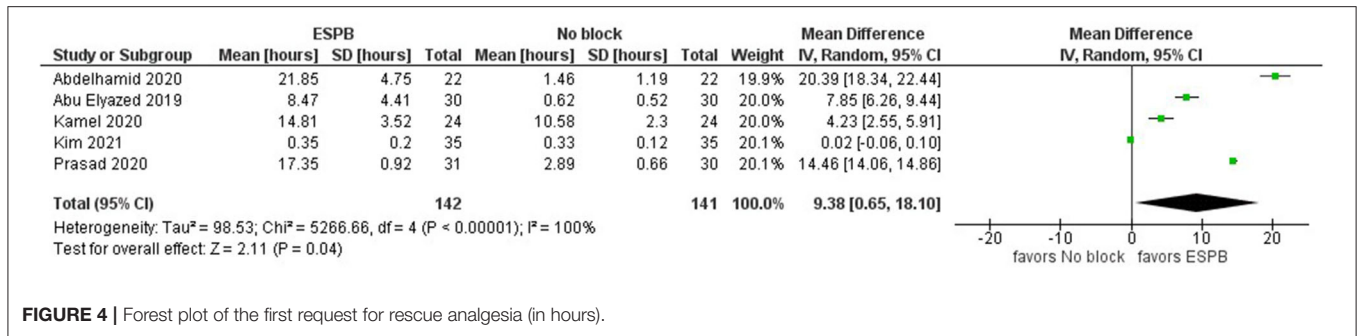 ESPB No block Mean Difference Mean Difference
Study or Subgroup Mean [hours] SD [hours] Total Mean [hours] SD [hours] Total Weight IV, Random, 95% CI IV, Random, 95% CI
Abdelhamid 2020 21.85 4.75 22 1.46 1.19 22 19.9% 20.39 [18.34, 22.44]
Abu Elyazed 2019 8.47 4.41 30 0.62 0.52 30 20.0% 7.85 [6.26, 9.44]
Kamel 2020 14.81 3.52 24 10.58 2.3 24 20.0% 4.23 [2.55, 5.91]
Kim 2021 0.35 0.2 35 0.33 0.12 35 20.1% 0.02 [-0.06, 0.10]
Prasad 2020 17.35 0.92 31 2.89 0.66 30 20.1% 14.46 [14.06, 14.86]
Total (95% CI) 142 141 100.0% 9.38 [0.65, 18.10]
Heterogeneity: Tau² = 98.53; Chi² = 5266.66, df = 4 (P < 0.00001); I² = 100%
Test for overall effect: Z = 2.11 (P = 0.04)
-20 -10 0 10 20
favors No block favors ESPB
FIGURE 4 | Forest plot of the first request for rescue analgesia (in hours).